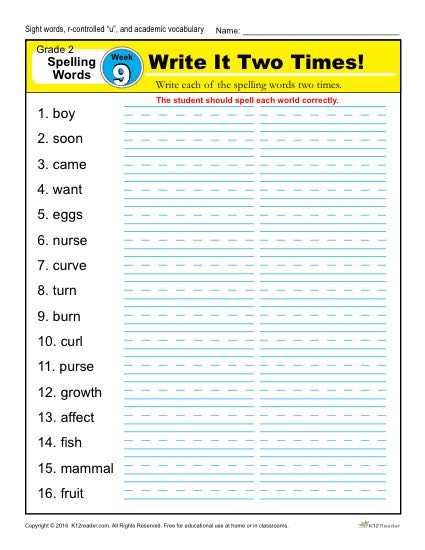 Sight words, r-controlled “u”, and academic vocabulary Name:
Grade 2
Spelling
Words
Week
9
Write It Two Times!
Write each of the spelling words two times.
The student should spell each world correctly.
1. boy
2. soon
3. came
4. want
5. eggs
6. nurse
7. curve
8. turn
9. burn
10. curl
11. purse
12. growth
13. affect
14. fish
15. mammal
16. fruit
Copyright © 2016 K12reader.com. All Rights Reserved. Free for educational use at home or in classrooms. K12Reader